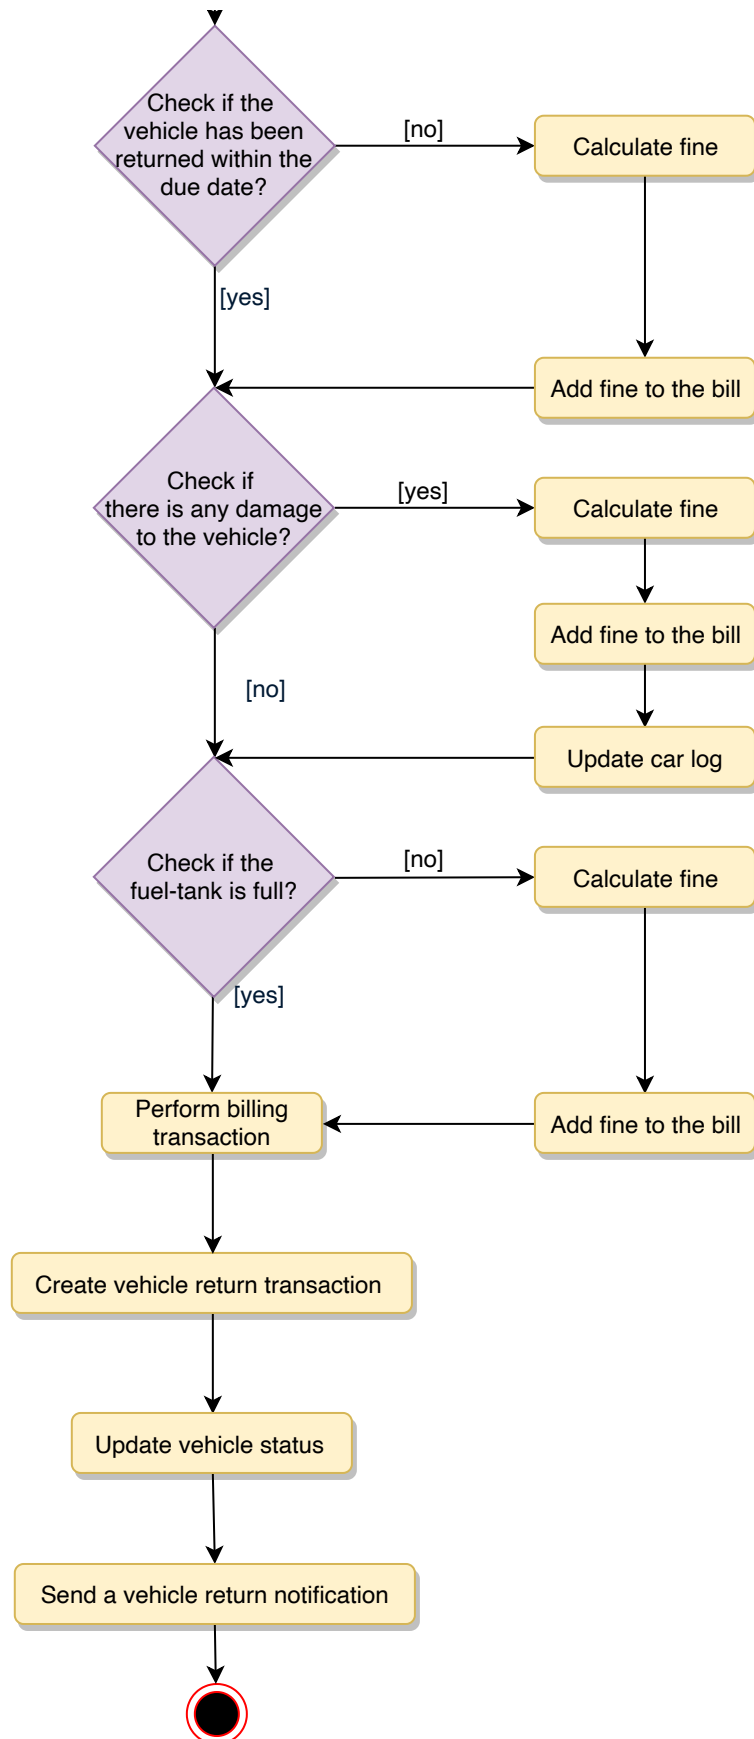 Check if the
vehicle has been
returned within the
due date?
[no]
Calculate fine
[yes]
Add fine to the bill
Check if
there is any damage
to the vehicle?
[yes]
Calculate fine
Add fine to the bill
[no]
Update car log
Check if the
fuel-tank is full?
[no]
Calculate fine
[yes]
Perform billing
transaction
Add fine to the bill
Create vehicle return transaction
Update vehicle status
Send a vehicle return notification